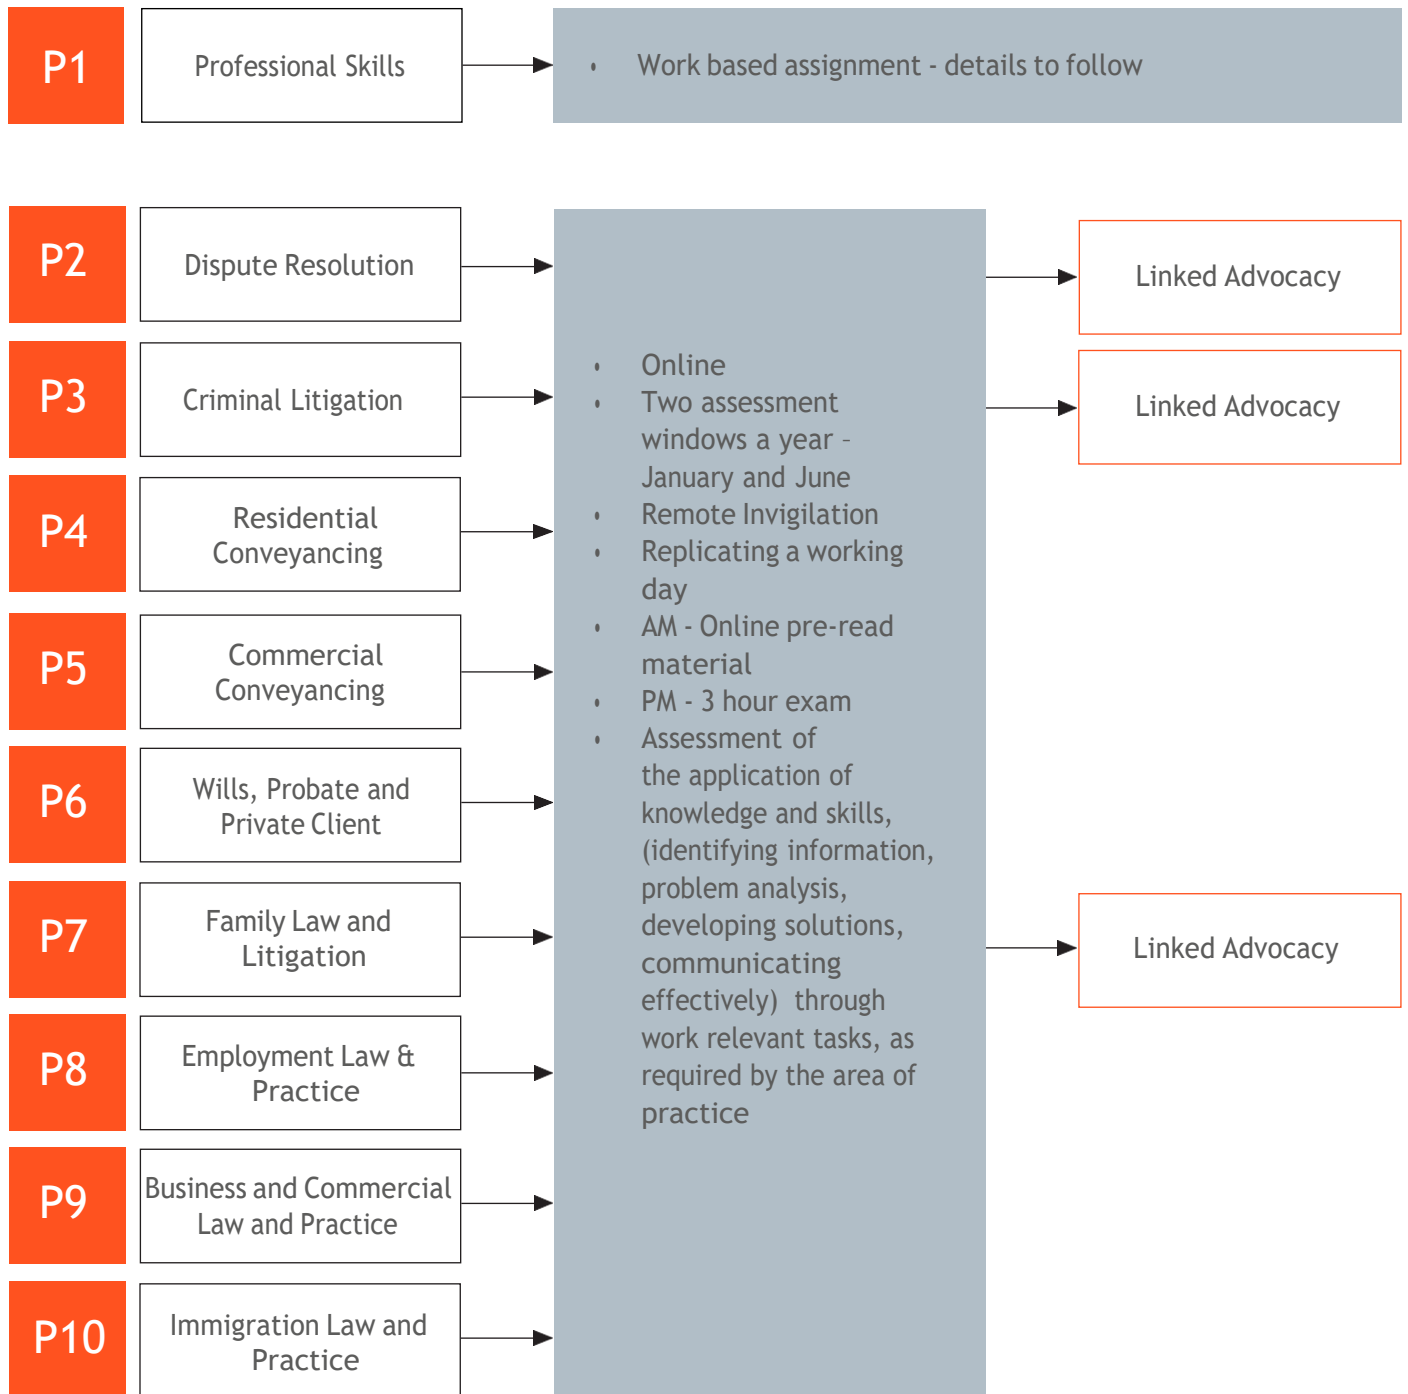 P1
Professional Skills
• Work based assignment - details to follow
P2
Dispute Resolution
Linked Advocacy
P3
Criminal Litigation
Linked Advocacy
P4
Residential
Conveyancing
P5
Commercial
Conveyancing
P6
Wills, Probate and
Private Client
P7
Family Law and
Litigation
Linked Advocacy
P8
Employment Law &
Practice
P9
Business and Commercial
Law and Practice
P10
Immigration Law and
Practice
• Online
• Two assessment
windows a year –
January and June
• Remote Invigilation
• Replicating a working
day
• AM - Online pre-read
material
• PM - 3 hour exam
• Assessment of
the application of
knowledge and skills,
(identifying information,
problem analysis,
developing solutions,
communicating
effectively) through
work relevant tasks, as
required by the area of
practice